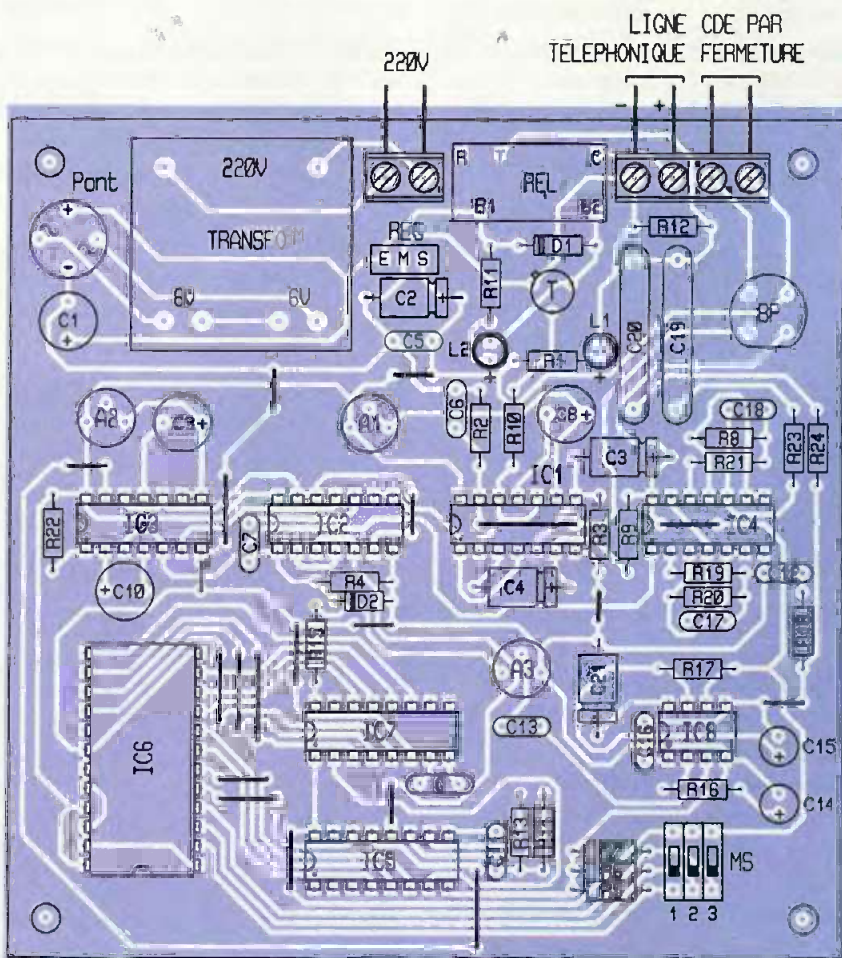 LIGNE CDE PAR
TELEPHONIQUE FERMETURE
220V
- +
Pont
220V
R T C
REL
B1 B2
R12
TRANSFORM
REG
E M S
D1
6V 6V
C1
C2
R11
T
L1
L2
C5
R1
C20
C19
BP
A2
C9
A1
C6
R2
R10
C8
C3
C18
R8
R21
R23
R24
IC1
R22
IC3
C7
IC2
R3
R9
IC4
C10
R4
D2
C4
R19
R20
C17
A3
C21
R17
IC6
IC7
C13
IC8
C15
R16
C14
IC5
R13
MS
1 2 3